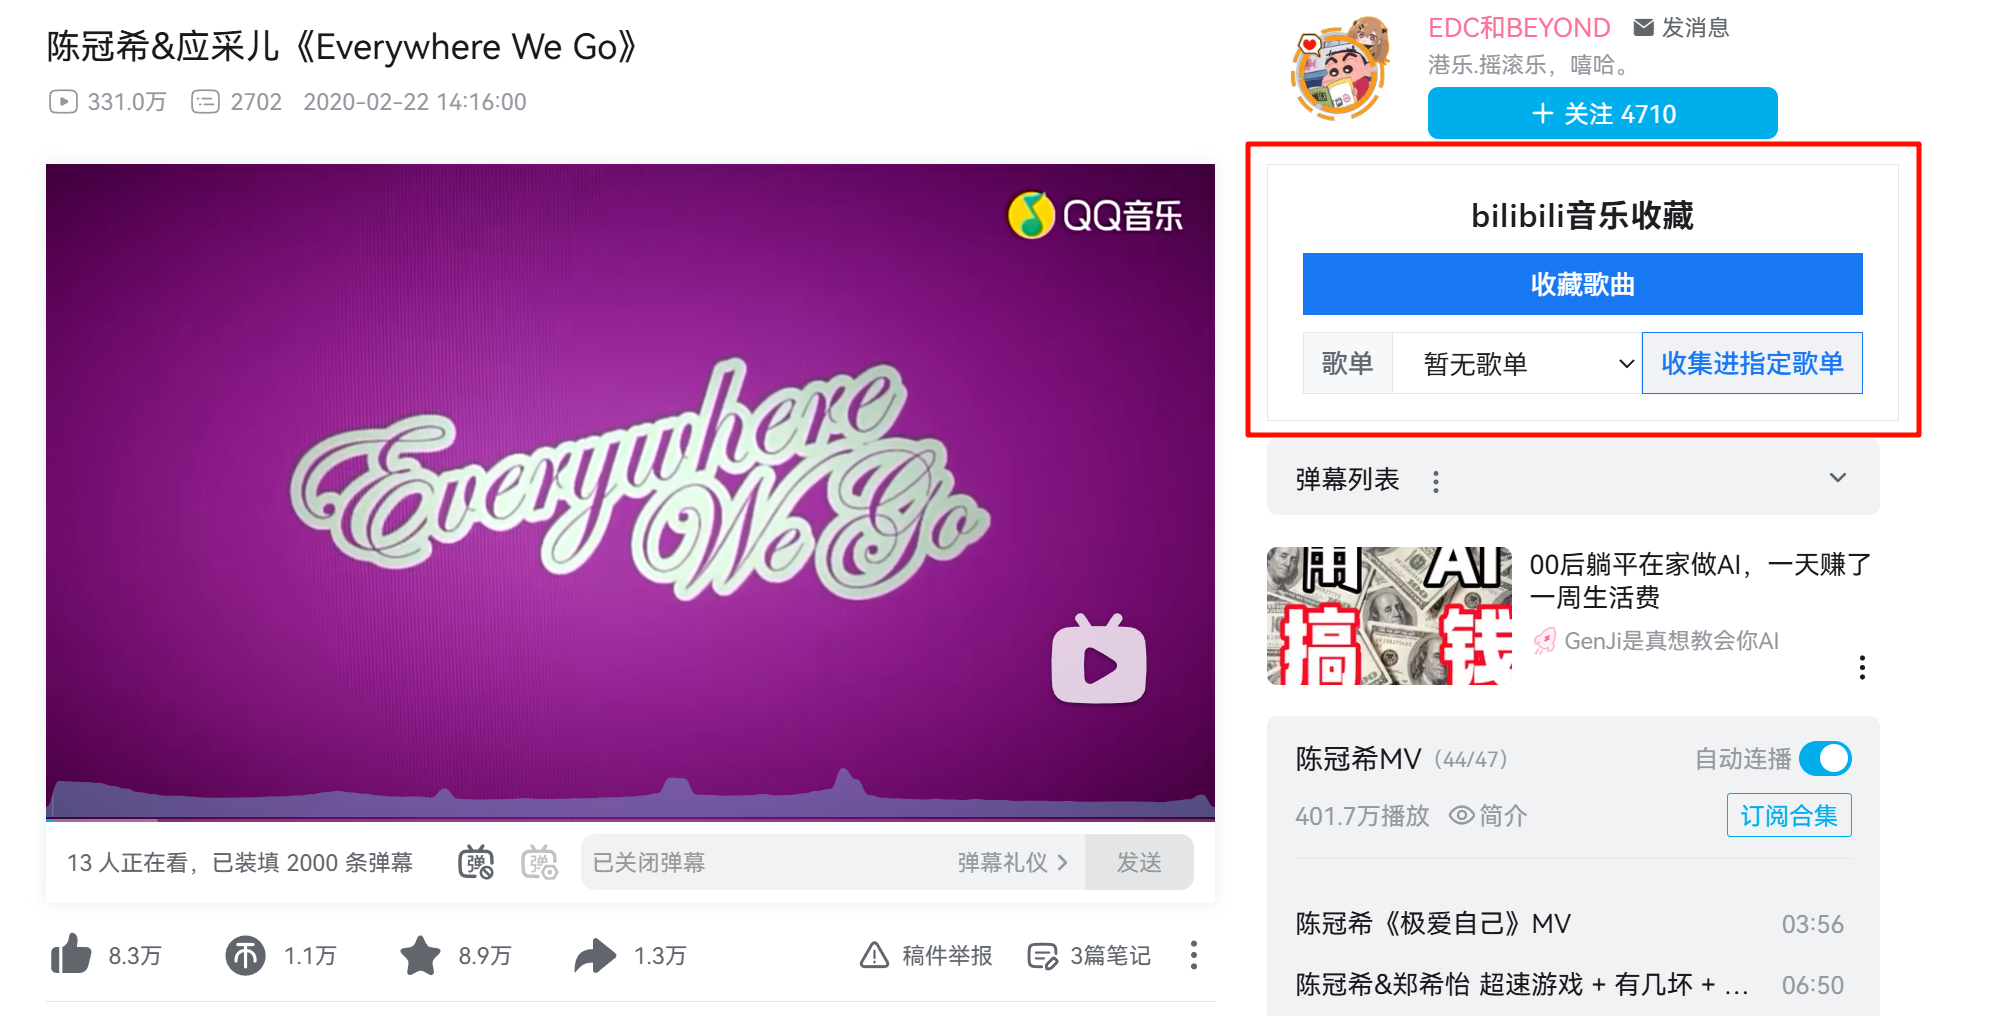 陈冠希&应采儿《Everywhere We Go》
331.0万 2702 2020-02-22 14:16:00
QQ音乐
Everywhere
We Go
13 人正在看，已装填 2000 条弹幕
弹
弹
已关闭弹幕
弹幕礼仪
发送
8.3万
1.1万
8.9万
1.3万
稿件举报
3篇笔记
EDC和BEYOND
发消息
港乐.摇滚乐，嘻哈。
+ 关注 4710
bilibili音乐收藏
收藏歌曲
歌单
暂无歌单
收集进指定歌单
弹幕列表
用 AI
搞 钱
00后躺平在家做AI，一天赚了
一周生活费
GenJi是真想教会你AI
陈冠希MV（44/47）
自动连播
401.7万播放
简介
订阅合集
陈冠希《极爱自己》MV 03:56
陈冠希&郑希怡 超速游戏 + 有几坏 + ... 06:50